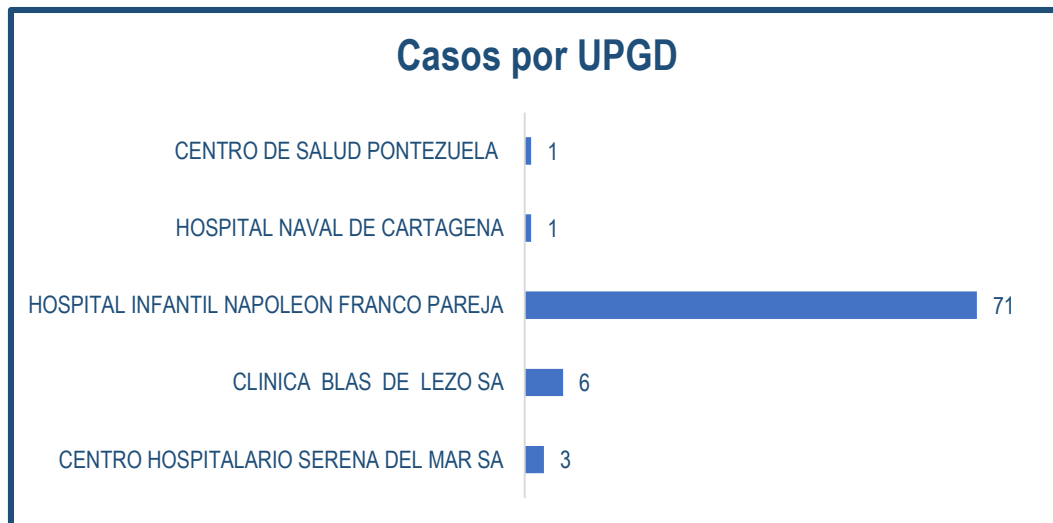 Casos por UPGD
CENTRO DE SALUD PONTEZUELA 1
HOSPITAL NAVAL DE CARTAGENA 1
HOSPITAL INFANTIL NAPOLEON FRANCO PAREJA 71
CLINICA BLAS DE LEZO SA 6
CENTRO HOSPITALARIO SERENA DEL MAR SA 3